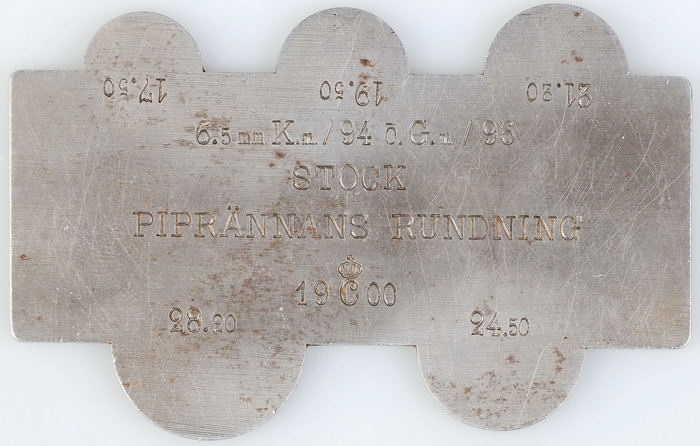 17.50 19.50 21.20
6.5 mm K.m/94 ö. G.m/96
STOCK
PIPRÄNNANS RUNDNING
19 C 00
28.20 24.50